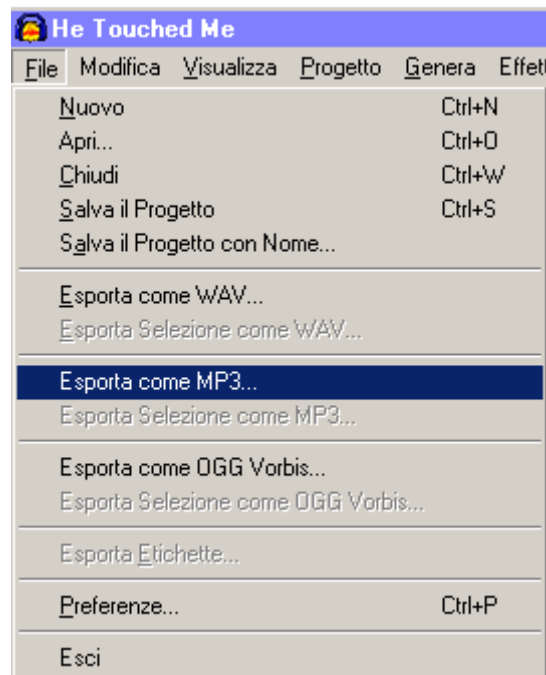 He Touched Me
File Modifica Visualizza Progetto Genera Effet
Nuovo Ctrl+N
Apri... Ctrl+O
Chiudi Ctrl+W
Salva il Progetto Ctrl+S
Salva il Progetto con Nome...
Esporta come WAV...
Esporta Selezione come WAV...
Esporta come MP3...
Esporta Selezione come MP3...
Esporta come OGG Vorbis...
Esporta Selezione come OGG Vorbis...
Esporta Etichette...
Preferenze... Ctrl+P
Esci